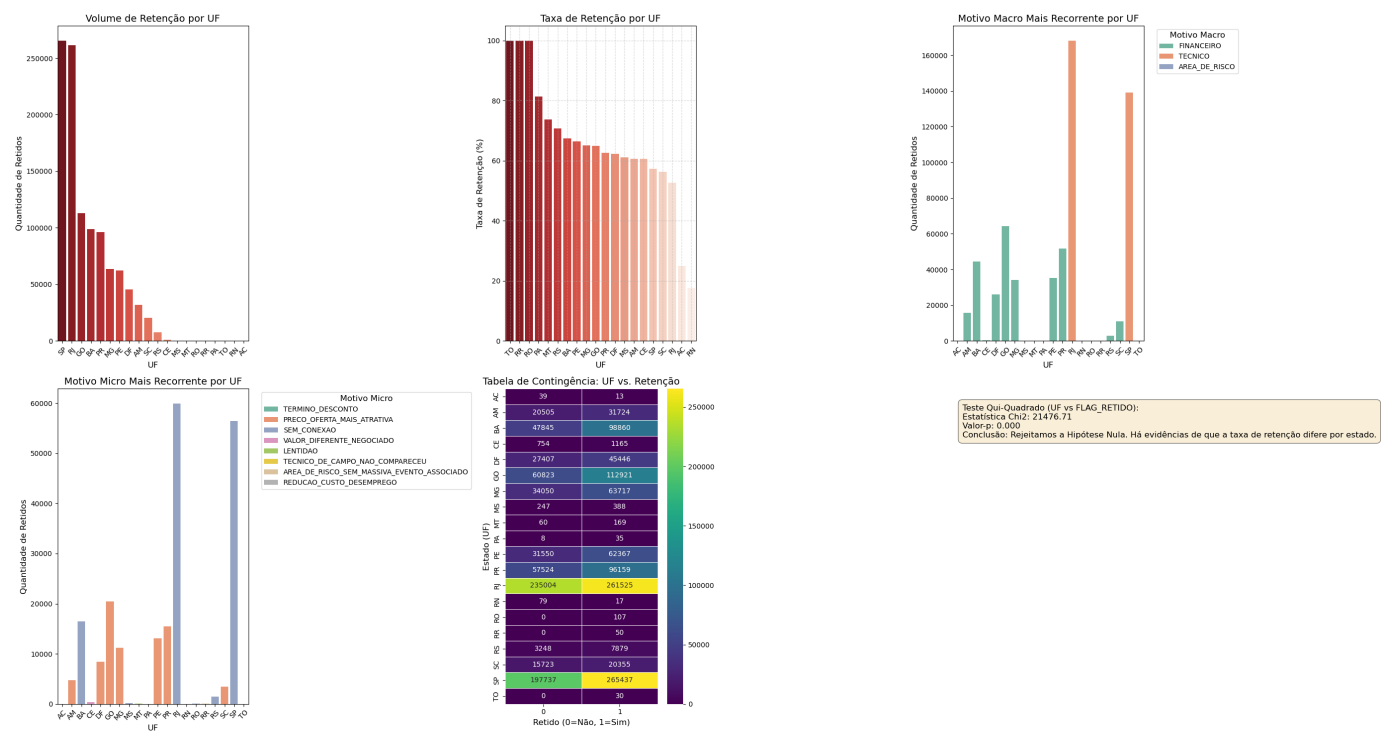 Volume de Retenção por UF
Quantidade de Retidos
250000
200000
150000
100000
50000
0
SP RJ GO BA PR MG PE DF AM SC RS CE MS MT RO RR PA TO RN AC
UF
Taxa de Retenção por UF
Taxa de Retenção (%)
100
80
60
40
20
0
TO RR RO PA MT RS BA PE MG GO PR DF MS AM CE SP SC RJ AC RN
UF
Motivo Macro Mais Recorrente por UF
Quantidade de Retidos
160000
140000
120000
100000
80000
60000
40000
20000
0
AC AM BA CE DF GO MG MS MT PA PE PR RJ RN RO RR RS SC SP TO
UF
Motivo Macro
FINANCEIRO
TECNICO
AREA_DE_RISCO
Motivo Micro Mais Recorrente por UF
Quantidade de Retidos
60000
50000
40000
30000
20000
10000
0
AC AM BA CE DF GO MG MS MT PA PE PR RJ RN RO RR RS SC SP TO
UF
Motivo Micro
TERMINO_DESCONTO
PRECO_OFERTA_MAIS_ATRATIVA
SEM_CONEXAO
VALOR_DIFERENTE_NEGOCIADO
LENTIDAO
TECNICO_DE_CAMPO_NAO_COMPARECEU
AREA_DE_RISCO_SEM_MASSIVA_EVENTO_ASSOCIADO
REDUCAO_CUSTO_DESEMPREGO
Tabela de Contingência: UF vs. Retenção
Estado (UF)
AC 39 13
AM 20505 31724
BA 47845 98860
CE 754 1165
DF 27407 45446
GO 60823 112921
MG 34050 63717
MS 247 388
MT 60 169
PA 8 35
PE 31550 62367
PR 57524 96159
RJ 235004 261525
RN 79 17
RO 0 107
RR 0 50
RS 3248 7879
SC 15723 20355
SP 197737 265437
TO 0 30
0 1
Retido (0=Não, 1=Sim)
250000
200000
150000
100000
50000
0
Teste Qui-Quadrado (UF vs FLAG_RETIDO):
Estatística Chi2: 21476.71
Valor-p: 0.000
Conclusão: Rejeitamos a Hipótese Nula. Há evidências de que a taxa de retenção difere por estado.